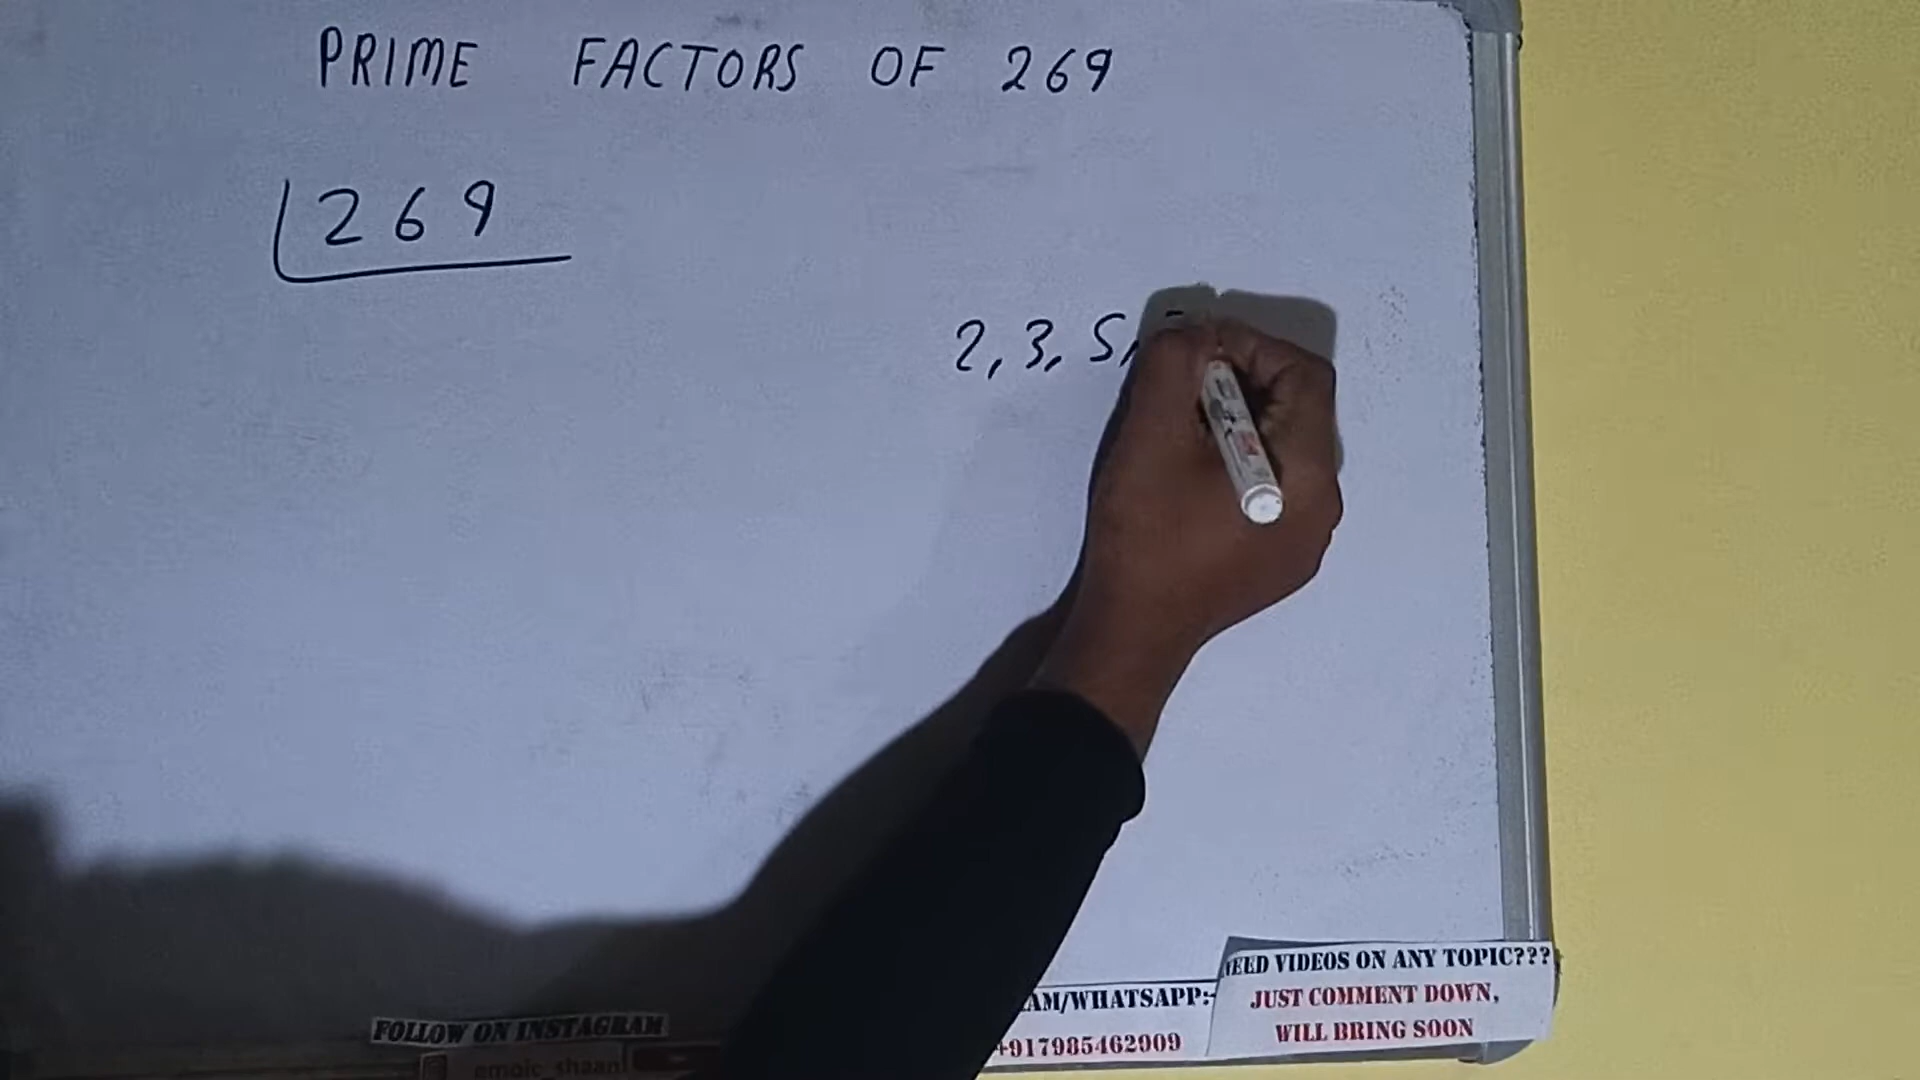 PRIME FACTORS OF 269
269
2, 3, 5,
NEED VIDEOS ON ANY TOPIC???
AM/WHATSAPP:-
JUST COMMENT DOWN,
WILL BRING SOON
+917985462909
FOLLOW ON INSTAGRAM